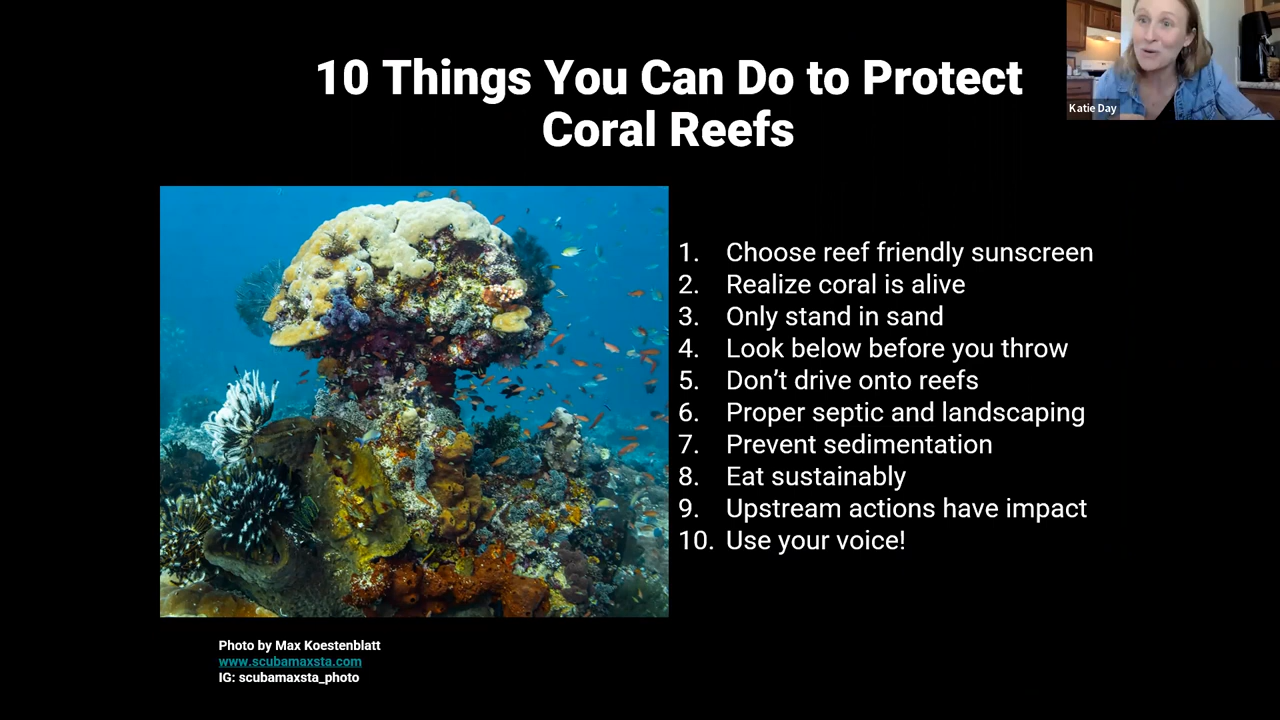 10 Things You Can Do to Protect
Coral Reefs
Katie Day
1. Choose reef friendly sunscreen
2. Realize coral is alive
3. Only stand in sand
4. Look below before you throw
5. Don’t drive onto reefs
6. Proper septic and landscaping
7. Prevent sedimentation
8. Eat sustainably
9. Upstream actions have impact
10. Use your voice!
Photo by Max Koestenblatt
www.scubamaxsta.com
IG: scubamaxsta_photo